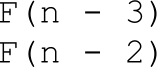 F(n - 3)
F(n - 2)